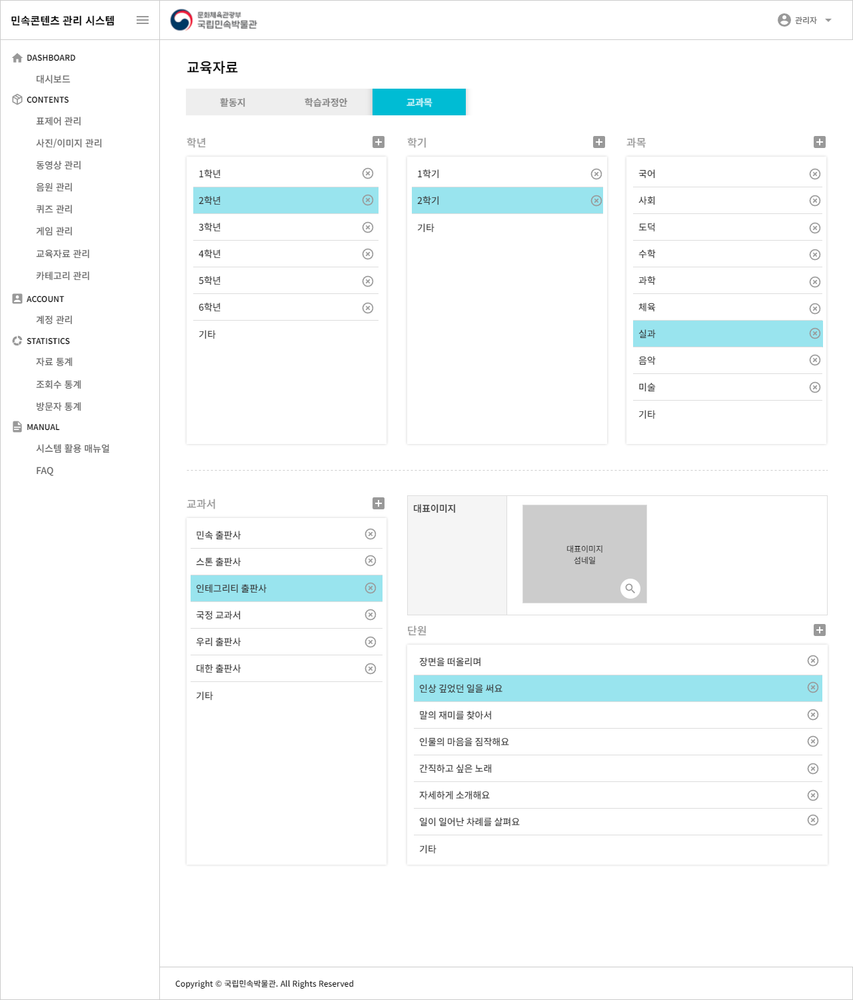 민속콘텐츠 관리 시스템
문화체육관광부
국립민속박물관
관리자
DASHBOARD
대시보드
CONTENTS
표제어 관리
사진/이미지 관리
동영상 관리
음원 관리
퀴즈 관리
게임 관리
교육자료 관리
카테고리 관리
ACCOUNT
계정 관리
STATISTICS
자료 통계
조회수 통계
방문자 통계
MANUAL
시스템 활용 매뉴얼
FAQ
교육자료
활동지
학습과정안
교과목
학년
1학년
2학년
3학년
4학년
5학년
6학년
기타
학기
1학기
2학기
기타
과목
국어
사회
도덕
수학
과학
체육
실과
음악
미술
기타
교과서
민속 출판사
스톤 출판사
인테그리티 출판사
국정 교과서
우리 출판사
대한 출판사
기타
대표이미지
대표이미지
섬네일
단원
장면을 떠올리며
인상 깊었던 일을 써요
말의 재미를 찾아서
인물의 마음을 짐작해요
간직하고 싶은 노래
자세하게 소개해요
일이 일어난 차례를 살펴요
기타
Copyright © 국립민속박물관. All Rights Reserved